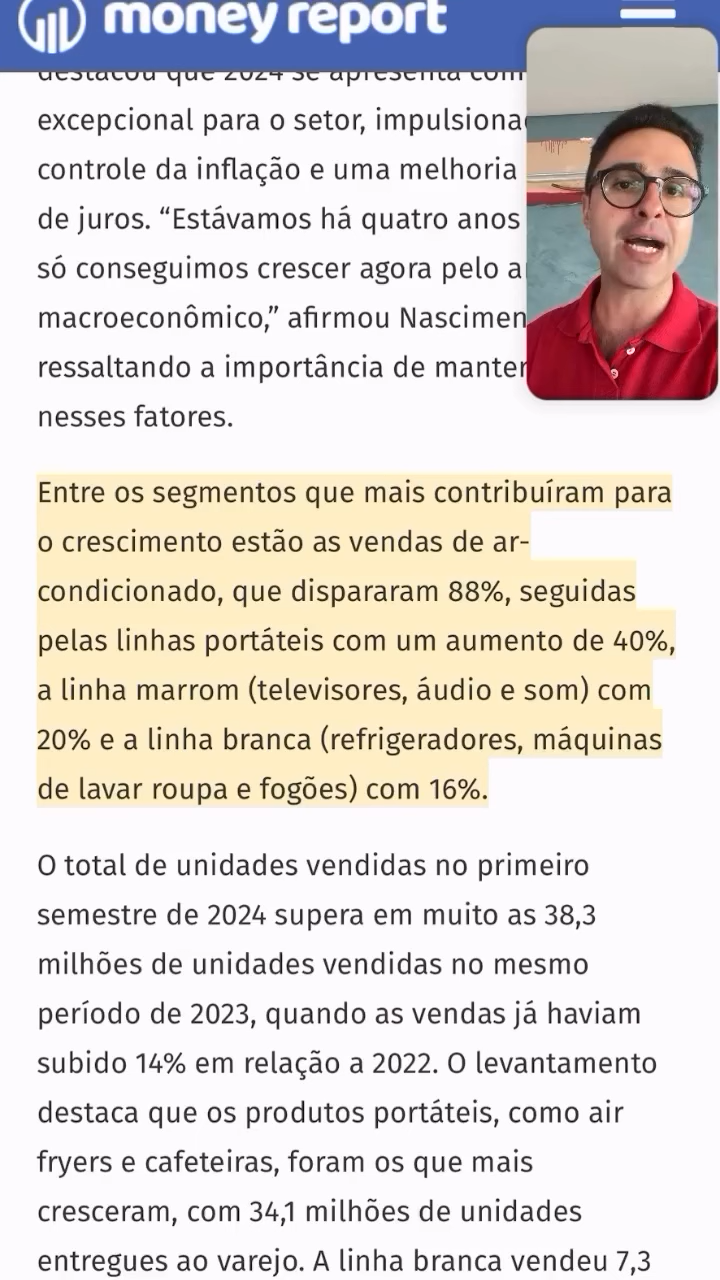 money report
destacou que 2024 se apresenta com
excepcional para o setor, impulsiona
controle da inflação e uma melhoria
de juros. “Estávamos há quatro anos
só conseguimos crescer agora pelo a
macroeconômico,” afirmou Nascimen
ressaltando a importância de manter
nesses fatores.
Entre os segmentos que mais contribuíram para
o crescimento estão as vendas de ar-
condicionado, que dispararam 88%, seguidas
pelas linhas portáteis com um aumento de 40%,
a linha marrom (televisores, áudio e som) com
20% e a linha branca (refrigeradores, máquinas
de lavar roupa e fogões) com 16%.
O total de unidades vendidas no primeiro
semestre de 2024 supera em muito as 38,3
milhões de unidades vendidas no mesmo
período de 2023, quando as vendas já haviam
subido 14% em relação a 2022. O levantamento
destaca que os produtos portáteis, como air
fryers e cafeteiras, foram os que mais
cresceram, com 34,1 milhões de unidades
entregues ao varejo. A linha branca vendeu 7,3